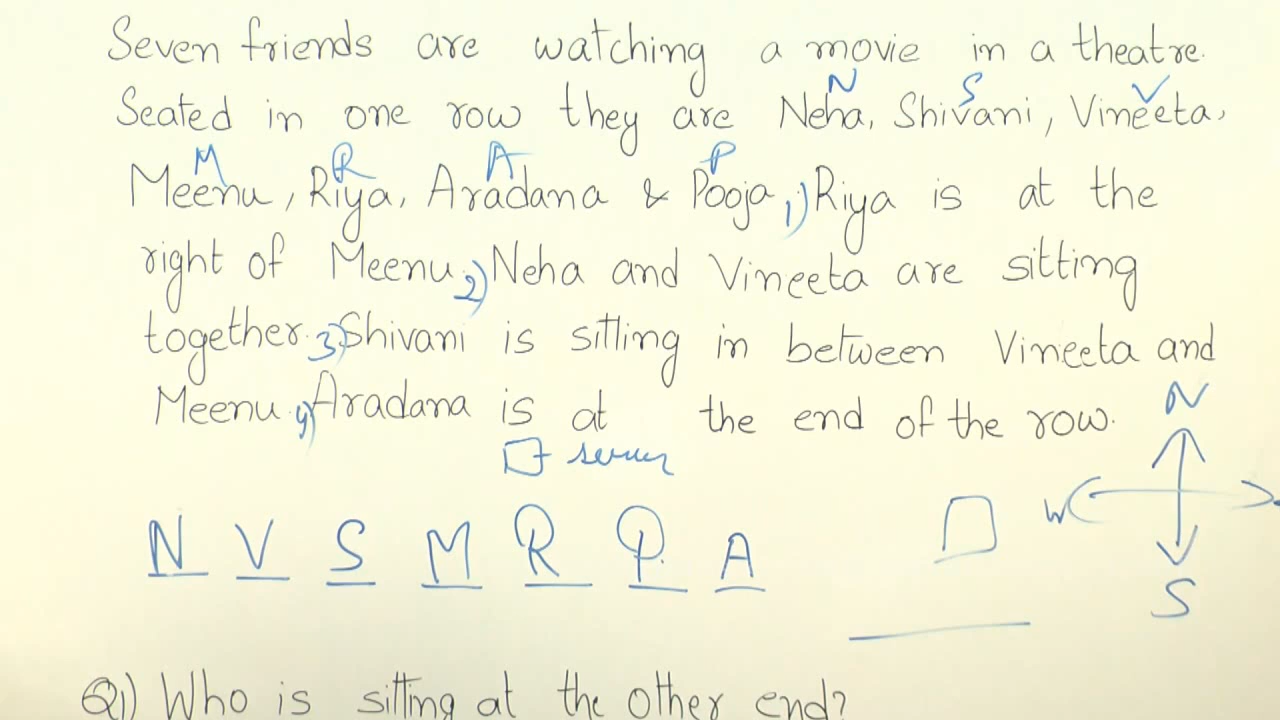 Seven friends are watching a movie in a theatre.
N S V
Seated in one row they are Neha, Shivani, Vineeta,
M R A P
Meenu, Riya, Aradana & Pooja. 1) Riya is at the
right of Meenu. 2) Neha and Vineeta are sitting
together. 3) Shivani is sitting in between Vineeta and
Meenu. 4) Aradana is at the end of the row.
N
W
S
N V S M R P A
Q1) Who is sitting at the other end?